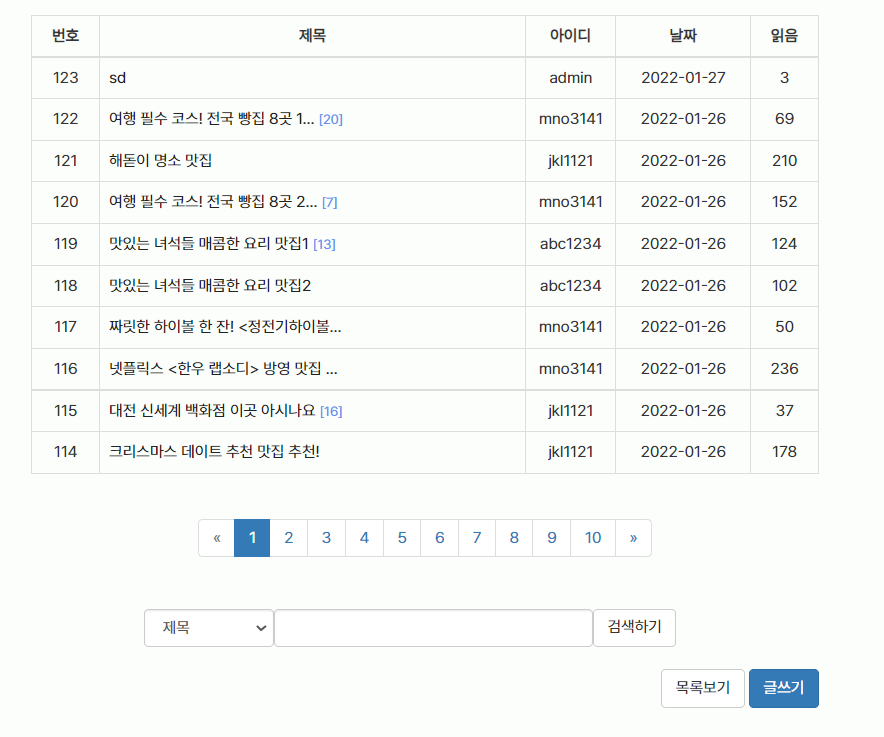 번호 제목 아이디 날짜 읽음
123 sd admin 2022-01-27 3
122 여행 필수 코스! 전국 빵집 8곳 1... [20] mno3141 2022-01-26 69
121 해돋이 명소 맛집 jkl1121 2022-01-26 210
120 여행 필수 코스! 전국 빵집 8곳 2... [7] mno3141 2022-01-26 152
119 맛있는 녀석들 매콤한 요리 맛집1 [13] abc1234 2022-01-26 124
118 맛있는 녀석들 매콤한 요리 맛집2 abc1234 2022-01-26 102
117 짜릿한 하이볼 한 잔! <정전기하이볼... mno3141 2022-01-26 50
116 넷플릭스 <한우 랩소디> 방영 맛집 ... mno3141 2022-01-26 236
115 대전 신세계 백화점 이곳 아시나요 [16] jkl1121 2022-01-26 37
114 크리스마스 데이트 추천 맛집 추천! jkl1121 2022-01-26 178
« 1 2 3 4 5 6 7 8 9 10 »
제목 검색하기
목록보기 글쓰기